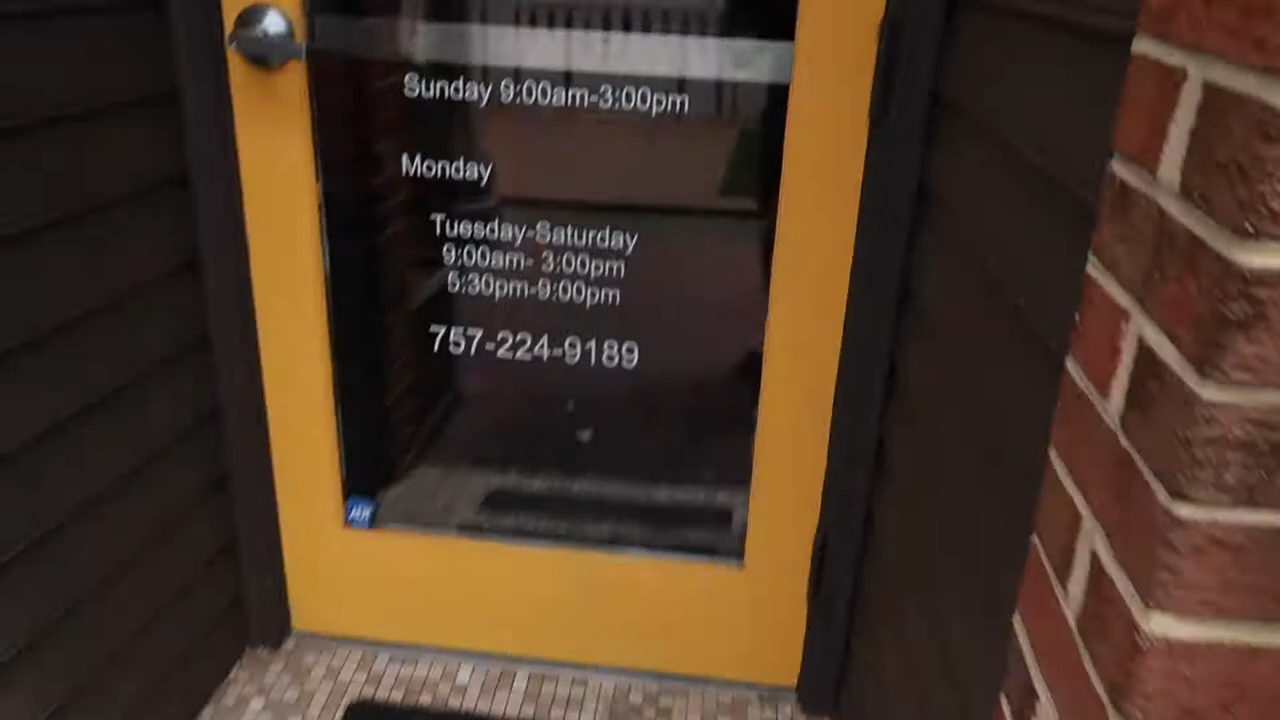 Sunday 9:00am-3:00pm
Monday
Tuesday-Saturday
9:00am- 3:00pm
5:30pm-9:00pm
757-224-9189
ADT